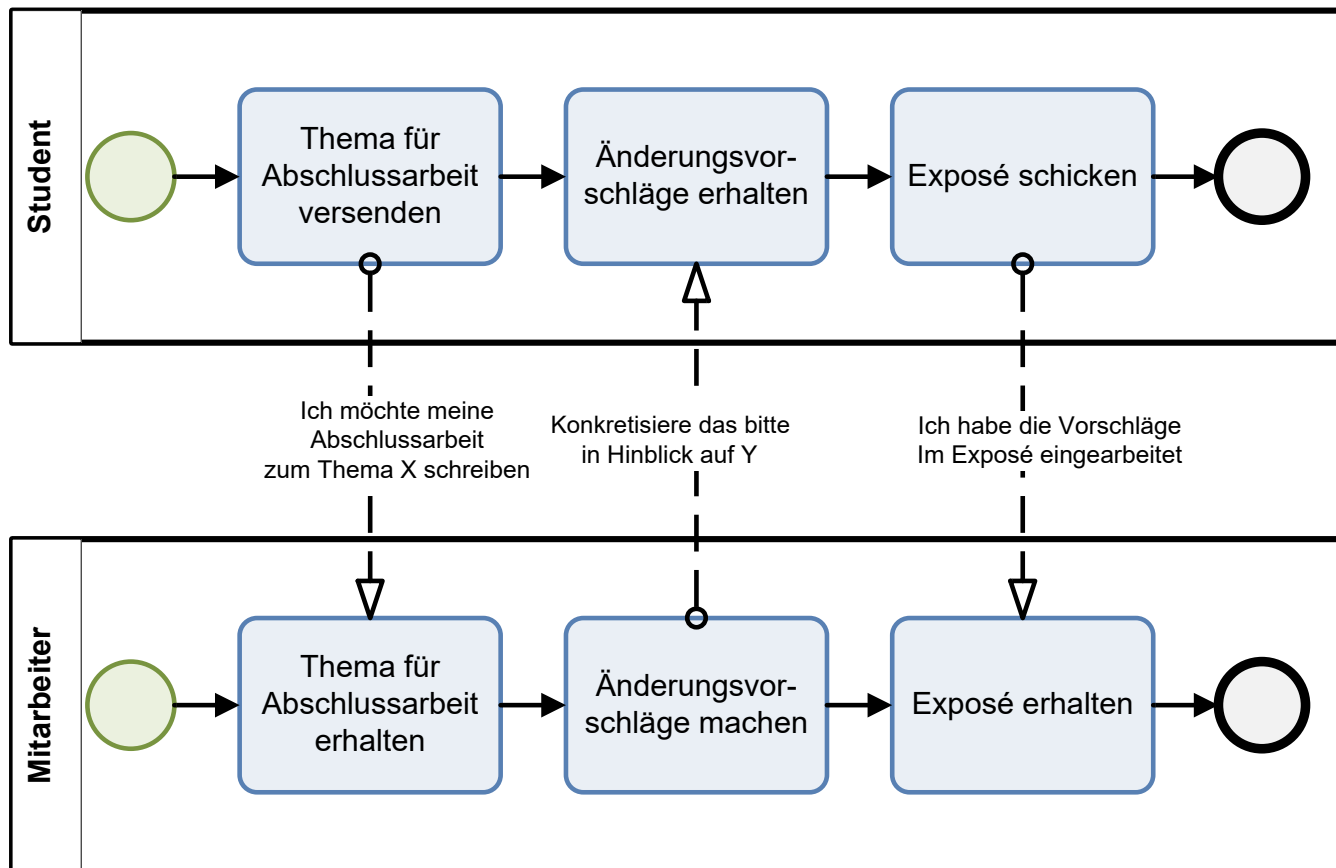 Student
Thema für
Abschlussarbeit
versenden
Änderungsvor-
schläge erhalten
Exposé schicken
Ich möchte meine
Abschlussarbeit
zum Thema X schreiben
Konkretisiere das bitte
in Hinblick auf Y
Ich habe die Vorschläge
Im Exposé eingearbeitet
Mitarbeiter
Thema für
Abschlussarbeit
erhalten
Änderungsvor-
schläge machen
Exposé erhalten